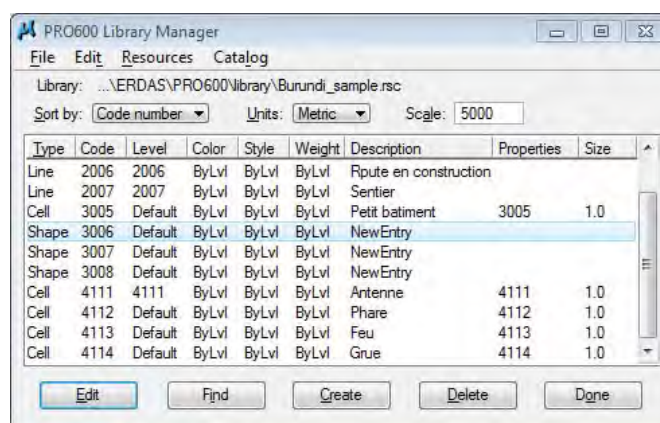 PRO600 Library Manager
File Edit Resources Catalog
Library: ...\ERDAS\PRO600\library\Burundi_sample.rsc
Sort by: Code number Units: Metric Scale: 5000
Type Code Level Color Style Weight Description Properties Size
Line 2006 2006 ByLvl ByLvl ByLvl Rpute en construction
Line 2007 2007 ByLvl ByLvl ByLvl Sentier
Cell 3005 Default ByLvl ByLvl ByLvl Petit batiment 3005 1.0
Shape 3006 Default ByLvl ByLvl ByLvl NewEntry
Shape 3007 Default ByLvl ByLvl ByLvl NewEntry
Shape 3008 Default ByLvl ByLvl ByLvl NewEntry
Cell 4111 4111 ByLvl ByLvl ByLvl Antenne 4111 1.0
Cell 4112 Default ByLvl ByLvl ByLvl Phare 4112 1.0
Cell 4113 Default ByLvl ByLvl ByLvl Feu 4113 1.0
Cell 4114 Default ByLvl ByLvl ByLvl Grue 4114 1.0
Edit Find Create Delete Done